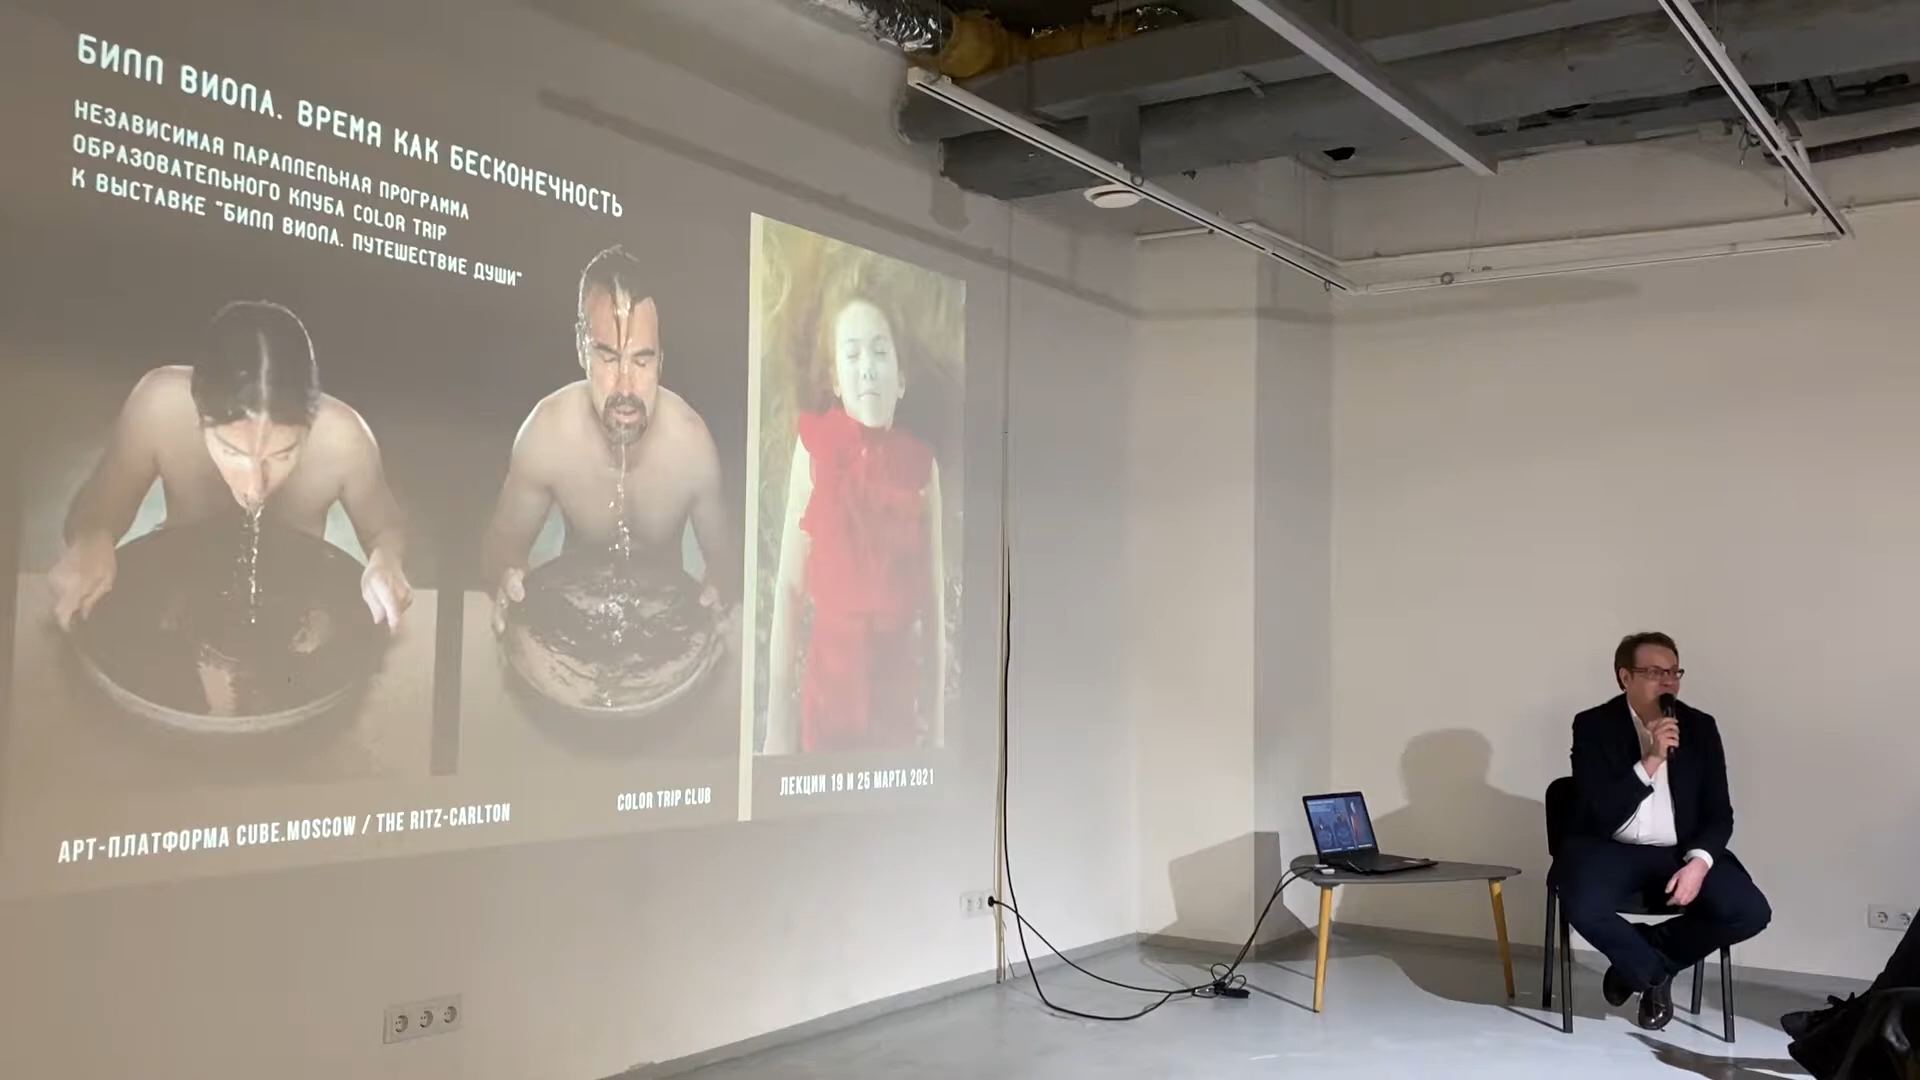 БИЛЛ ВИОЛА. ВРЕМЯ КАК БЕСКОНЕЧНОСТЬ
НЕЗАВИСИМАЯ ПАРАЛЛЕЛЬНАЯ ПРОГРАММА
ОБРАЗОВАТЕЛЬНОГО КЛУБА COLOR TRIP
К ВЫСТАВКЕ "БИЛЛ ВИОЛА. ПУТЕШЕСТВИЕ ДУШИ"
АРТ-ПЛАТФОРМА CUBE.MOSCOW / THE RITZ-CARLTON
COLOR TRIP CLUB
ЛЕКЦИИ 19 И 25 МАРТА 2021